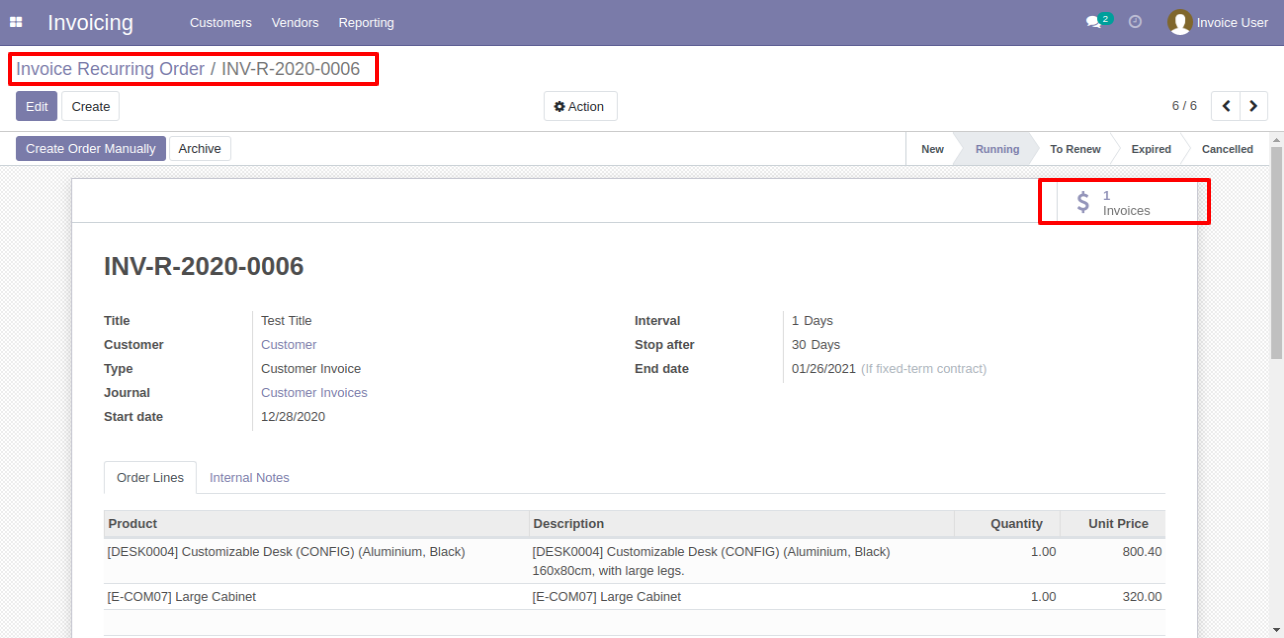 Invoicing Customers Vendors Reporting 2 Invoice User
Invoice Recurring Order / INV-R-2020-0006
Edit Create Action 6 / 6
Create Order Manually Archive New Running To Renew Expired Cancelled
$ 1
Invoices
INV-R-2020-0006
Title Test Title Interval 1 Days
Customer Customer Stop after 30 Days
Type Customer Invoice End date 01/26/2021 (If fixed-term contract)
Journal Customer Invoices
Start date 12/28/2020
Order Lines Internal Notes
Product Description Quantity Unit Price
[DESK0004] Customizable Desk (CONFIG) (Aluminium, Black) [DESK0004] Customizable Desk (CONFIG) (Aluminium, Black) 1.00 800.40
160x80cm, with large legs.
[E-COM07] Large Cabinet [E-COM07] Large Cabinet 1.00 320.00